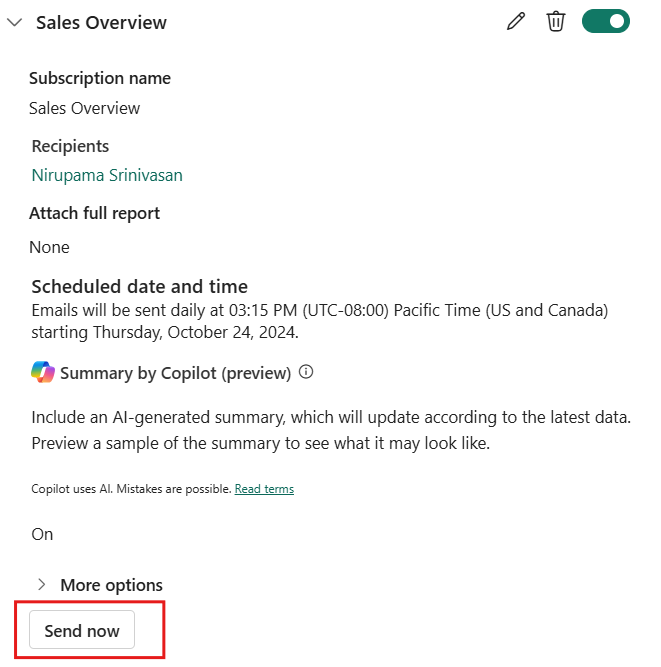 Sales Overview
Subscription name
Sales Overview
Recipients
Nirupama Srinivasan
Attach full report
None
Scheduled date and time
Emails will be sent daily at 03:15 PM (UTC-08:00) Pacific Time (US and Canada)
starting Thursday, October 24, 2024.
Summary by Copilot (preview)
Include an AI-generated summary, which will update according to the latest data.
Preview a sample of the summary to see what it may look like.
Copilot uses AI. Mistakes are possible. Read terms
On
More options
Send now